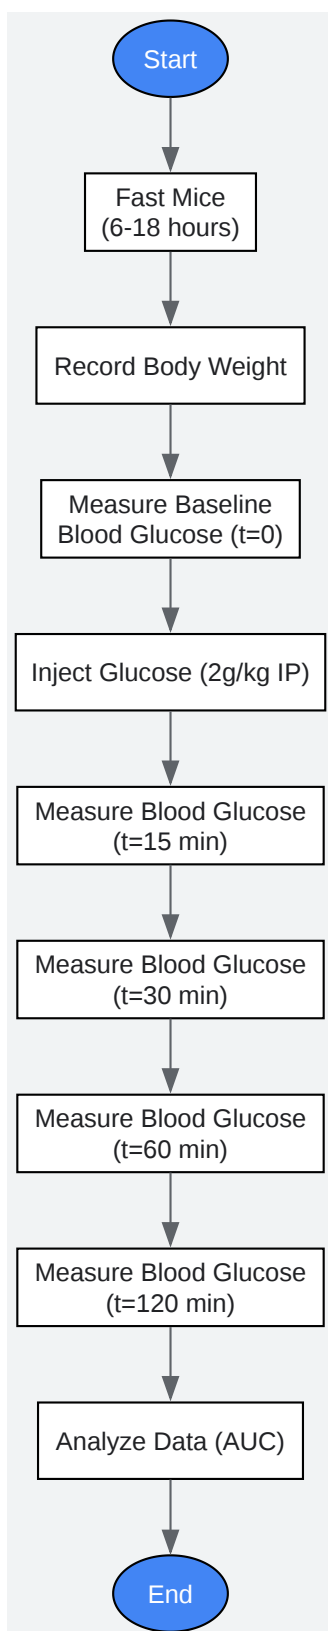 Start
Fast Mice
(6-18 hours)
Record Body Weight
Measure Baseline
Blood Glucose (t=0)
Inject Glucose (2g/kg IP)
Measure Blood Glucose
(t=15 min)
Measure Blood Glucose
(t=30 min)
Measure Blood Glucose
(t=60 min)
Measure Blood Glucose
(t=120 min)
Analyze Data (AUC)
End